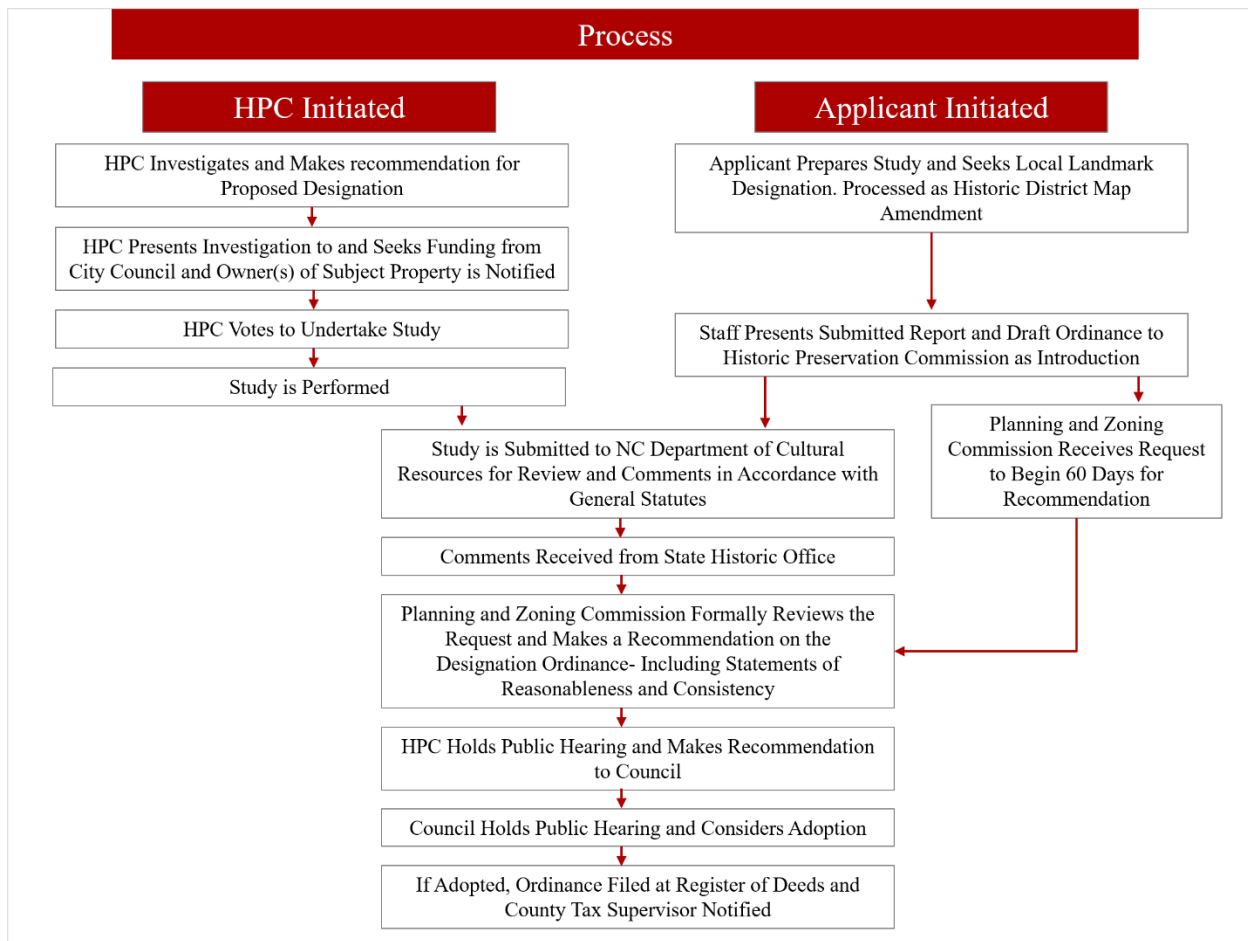 Process
HPC Initiated
HPC Investigates and Makes recommendation for
Proposed Designation
HPC Presents Investigation to and Seeks Funding from
City Council and Owner(s) of Subject Property is Notified
HPC Votes to Undertake Study
Study is Performed
Applicant Initiated
Applicant Prepares Study and Seeks Local Landmark
Designation. Processed as Historic District Map
Amendment
Staff Presents Submitted Report and Draft Ordinance to
Historic Preservation Commission as Introduction
Planning and Zoning
Commission Receives Request
to Begin 60 Days for
Recommendation
Study is Submitted to NC Department of Cultural
Resources for Review and Comments in Accordance with
General Statutes
Comments Received from State Historic Office
Planning and Zoning Commission Formally Reviews the
Request and Makes a Recommendation on the
Designation Ordinance- Including Statements of
Reasonableness and Consistency
HPC Holds Public Hearing and Makes Recommendation
to Council
Council Holds Public Hearing and Considers Adoption
If Adopted, Ordinance Filed at Register of Deeds and
County Tax Supervisor Notified